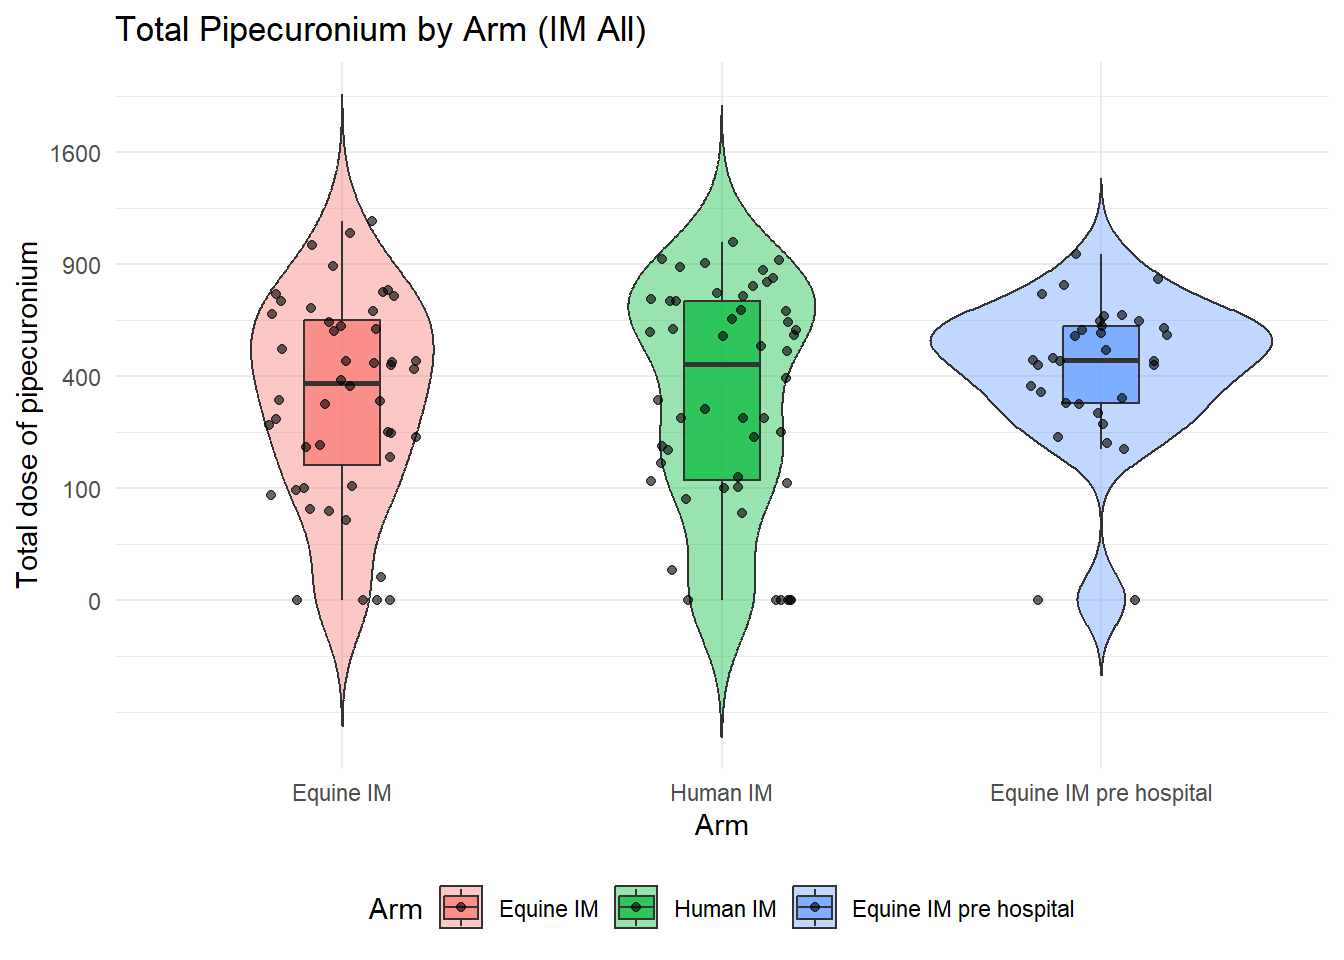 Total Pipecuronium by Arm (IM All)
Total dose of pipecuronium
1600
900
400
100
0
Equine IM
Human IM
Equine IM pre hospital
Arm
Arm
Equine IM
Human IM
Equine IM pre hospital